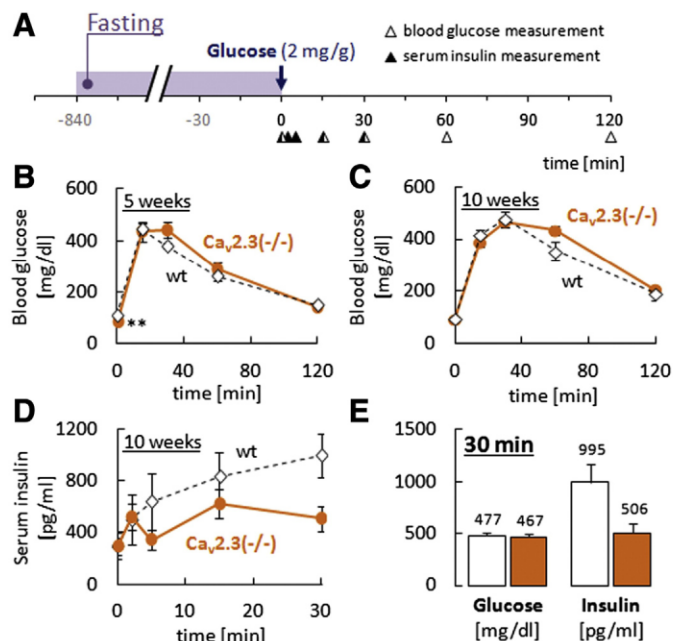 A
Fasting
Glucose (2 mg/g)
△ blood glucose measurement
▲ serum insulin measurement
-840 -30 0 30 60 120
time [min]
B
5 weeks
Blood glucose
[mg/dl]
600
400
200
0
Cav2.3(-/-)
wt
**
0 40 80 120
time [min]
C
10 weeks
Blood glucose
[mg/dl]
600
400
200
0
Cav2.3(-/-)
wt
0 40 80 120
time [min]
D
10 weeks
Serum insulin
[pg/ml]
1200
800
400
0
wt
Cav2.3(-/-)
0 10 20 30
time [min]
E
30 min
1500
1000
500
0
477 467
995
506
Glucose Insulin
[mg/dl] [pg/ml]